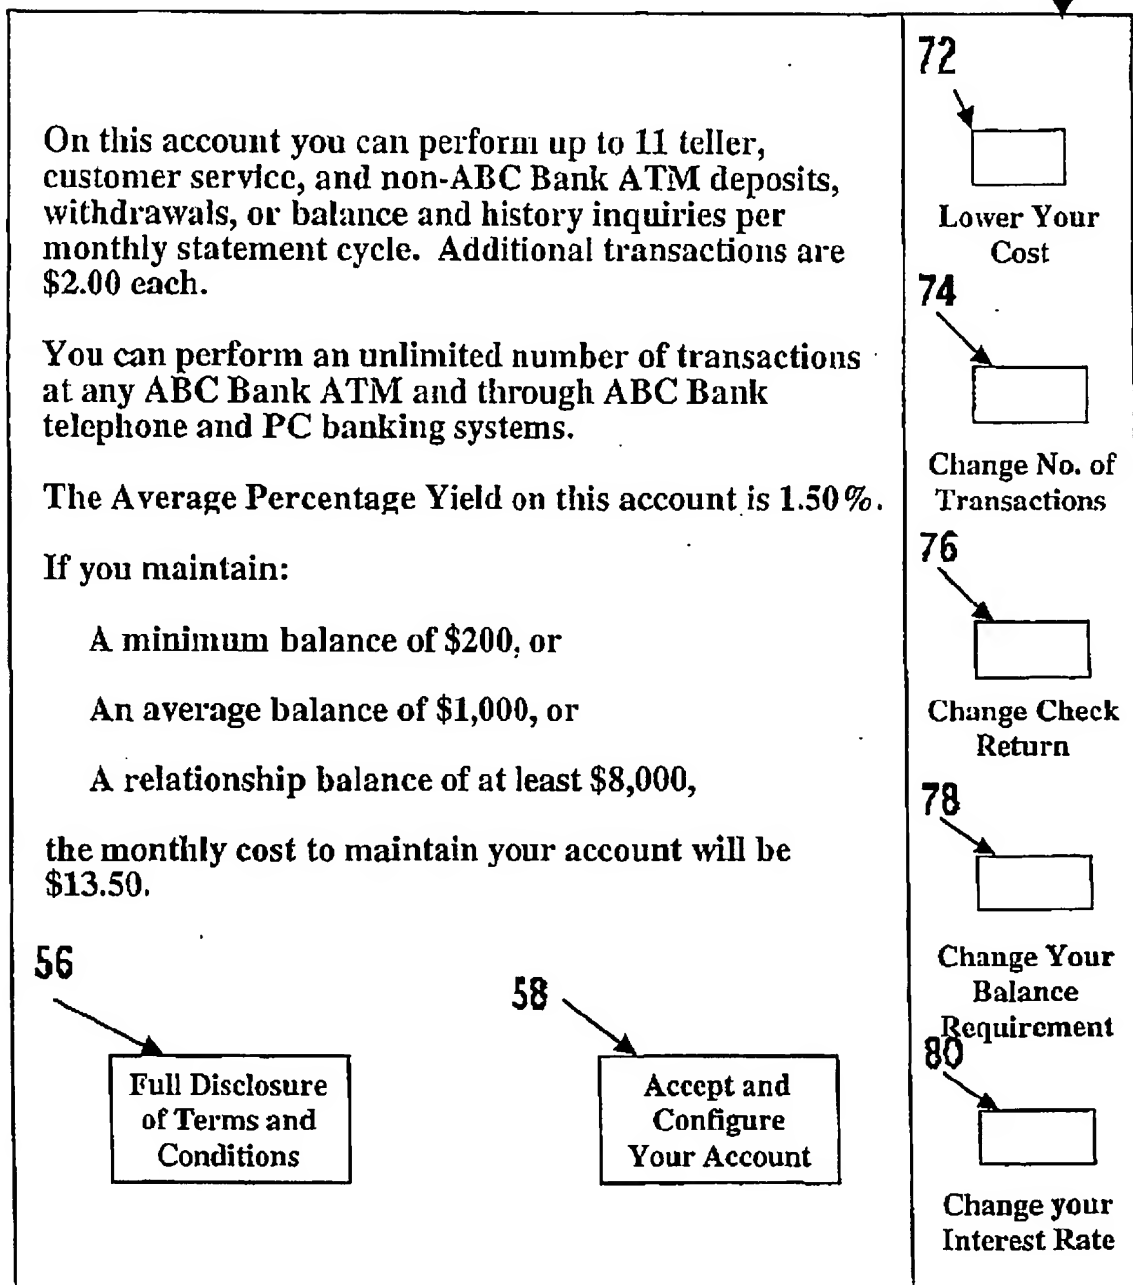 On this account you can perform up to 11 teller,
customer service, and non-ABC Bank ATM deposits,
withdrawals, or balance and history inquiries per
monthly statement cycle. Additional transactions are
$2.00 each.
You can perform an unlimited number of transactions
at any ABC Bank ATM and through ABC Bank
telephone and PC banking systems.
The Average Percentage Yield on this account is 1.50%.
If you maintain:
A minimum balance of $200, or
An average balance of $1,000, or
A relationship balance of at least $8,000,
the monthly cost to maintain your account will be
$13.50.
56
Full Disclosure
of Terms and
Conditions
58
Accept and
Configure
Your Account
72
Lower Your
Cost
74
Change No. of
Transactions
76
Change Check
Return
78
Change Your
Balance
Requirement
80
Change your
Interest Rate